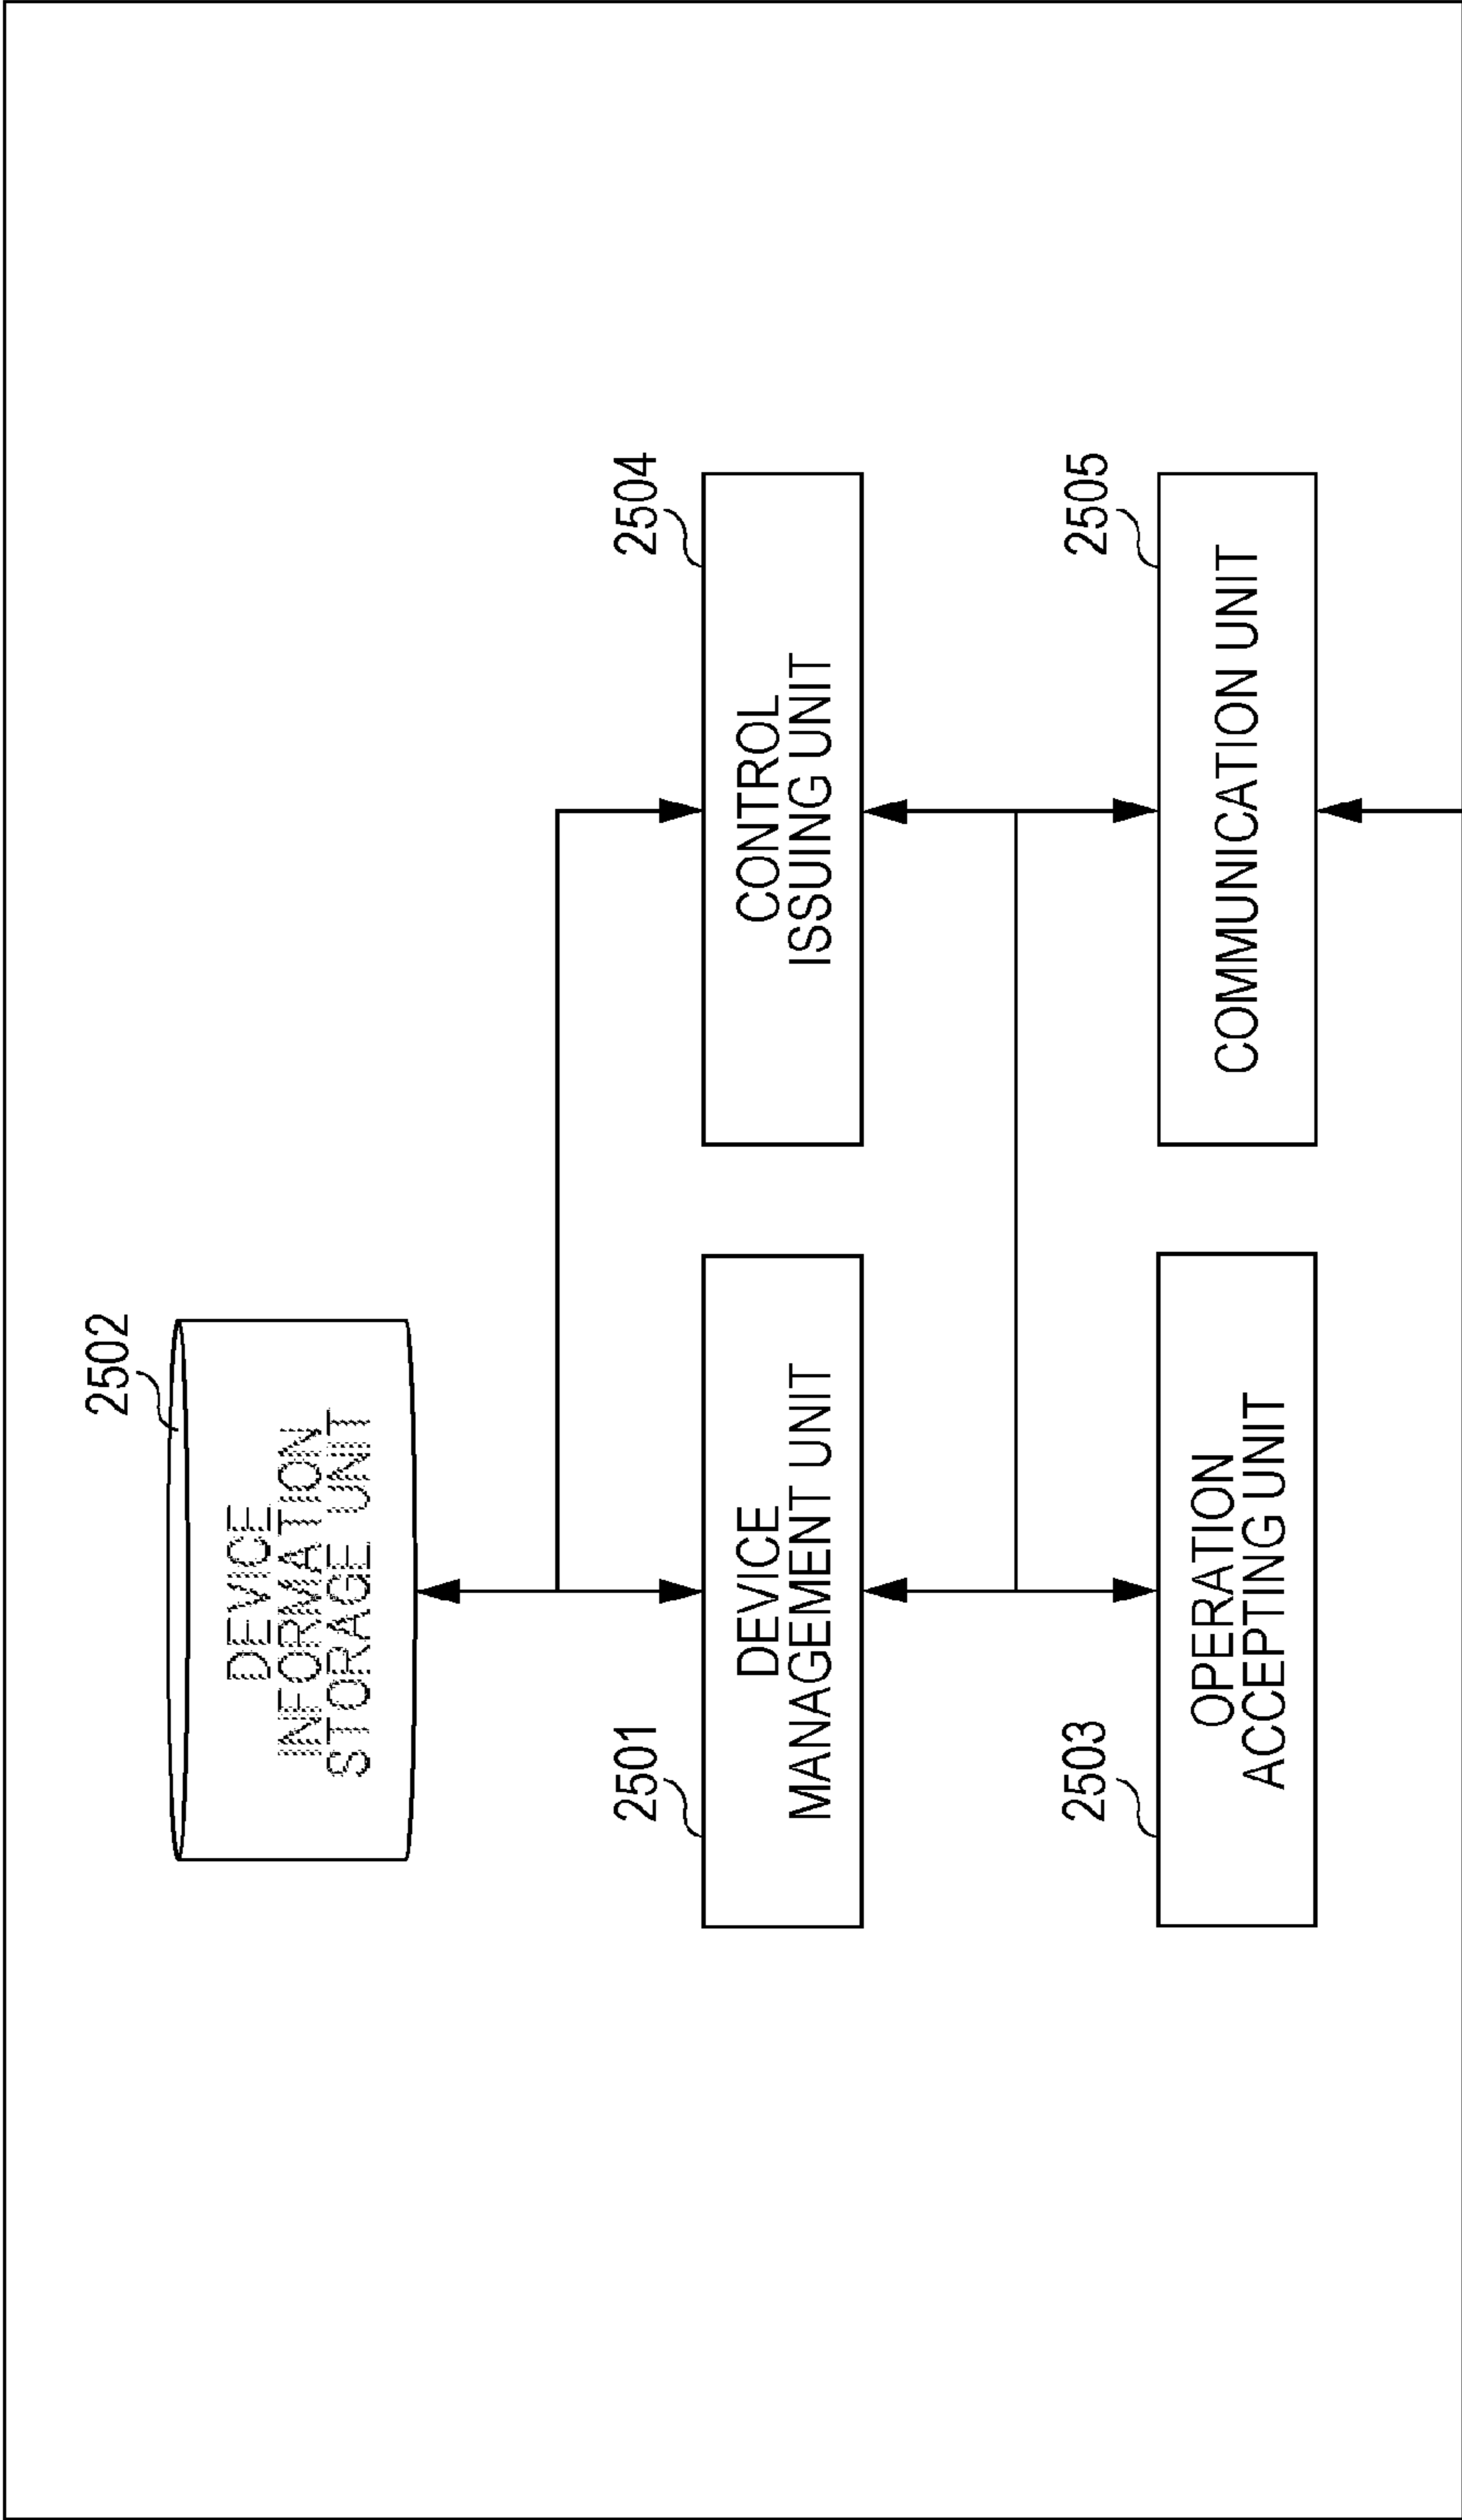 2502
DEVICE
INFORMATION
STORAGE UNIT
2501
DEVICE
MANAGEMENT UNIT
2504
CONTROL
ISSUING UNIT
2503
OPERATION
ACCEPTING UNIT
2505
COMMUNICATION UNIT